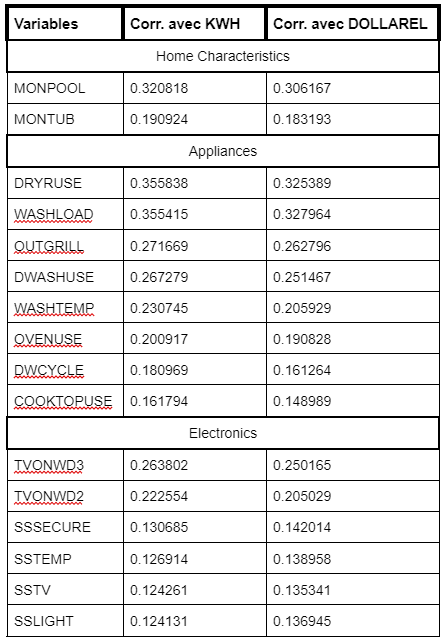 Variables Corr. avec KWH Corr. avec DOLLAREL
Home Characteristics
MONPOOL 0.320818 0.306167
MONTUB 0.190924 0.183193
Appliances
DRYRUSE 0.355838 0.325389
WASHLOAD 0.355415 0.327964
OUTGRILL 0.271669 0.262796
DWASHUSE 0.267279 0.251467
WASHTEMP 0.230745 0.205929
OVENUSE 0.200917 0.190828
DWCYCLE 0.180969 0.161264
COOKTOPUSE 0.161794 0.148989
Electronics
TVONWD3 0.263802 0.250165
TVONWD2 0.222554 0.205029
SSSECURE 0.130685 0.142014
SSTEMP 0.126914 0.138958
SSTV 0.124261 0.135341
SSLIGHT 0.124131 0.136945